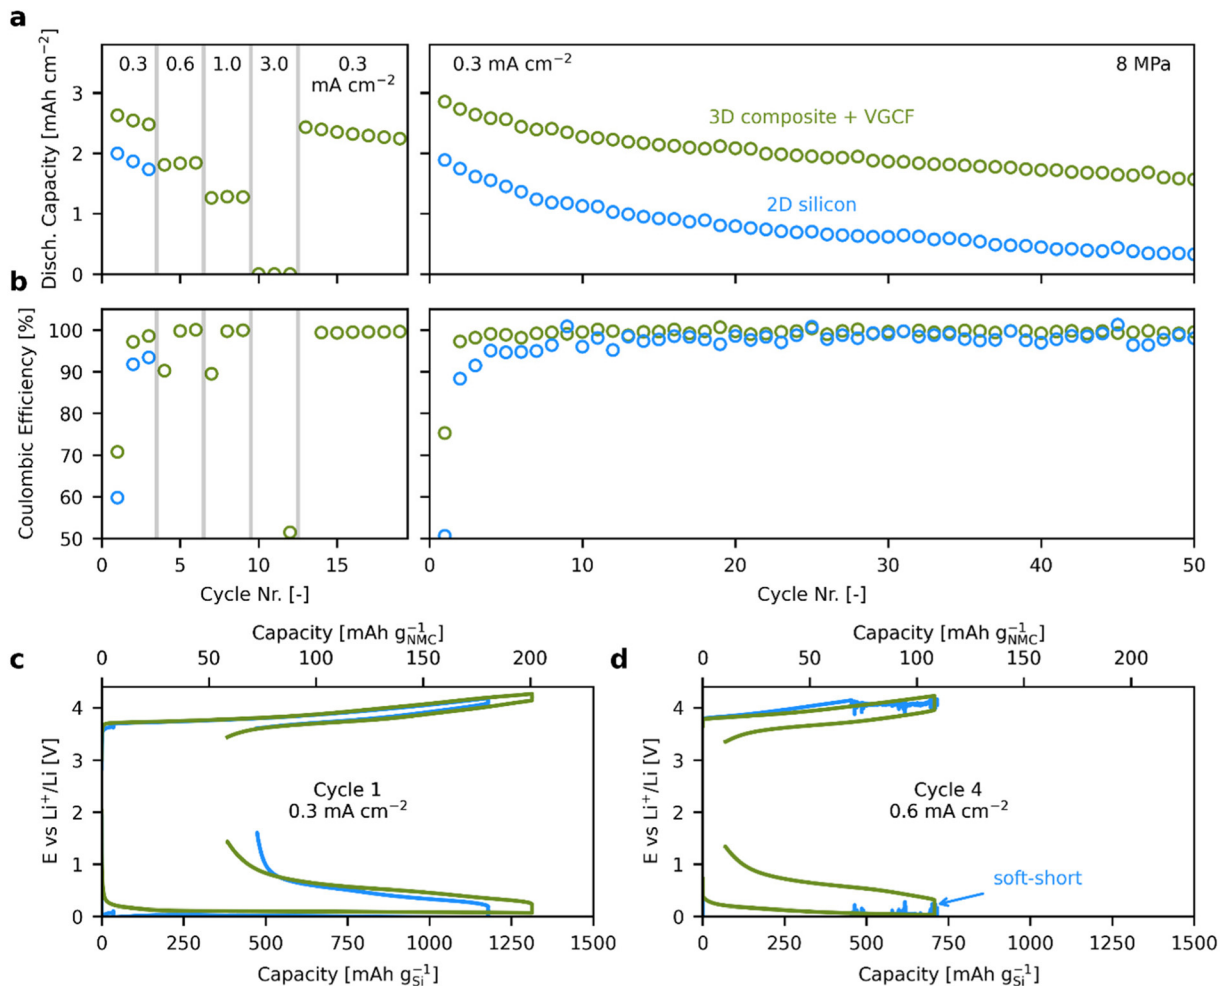 a
0.3 0.6 1.0 3.0 0.3
mA cm⁻²
0.3 mA cm⁻² 8 MPa
3D composite + VGCF
2D silicon
Disch. Capacity [mAh cm⁻²]
3
2
1
0
b
Coulombic Efficiency [%]
100
90
80
70
60
50
0 5 10 15
Cycle Nr. [-]
0 10 20 30 40 50
Cycle Nr. [-]
c
Capacity [mAh g⁻¹NMC]
0 50 100 150 200
E vs Li⁺/Li [V]
4
3
2
1
0
Cycle 1
0.3 mA cm⁻²
0 250 500 750 1000 1250 1500
Capacity [mAh g⁻¹Si]
d
Capacity [mAh g⁻¹NMC]
0 50 100 150 200
E vs Li⁺/Li [V]
4
3
2
1
0
Cycle 4
0.6 mA cm⁻²
soft-short
0 250 500 750 1000 1250 1500
Capacity [mAh g⁻¹Si]